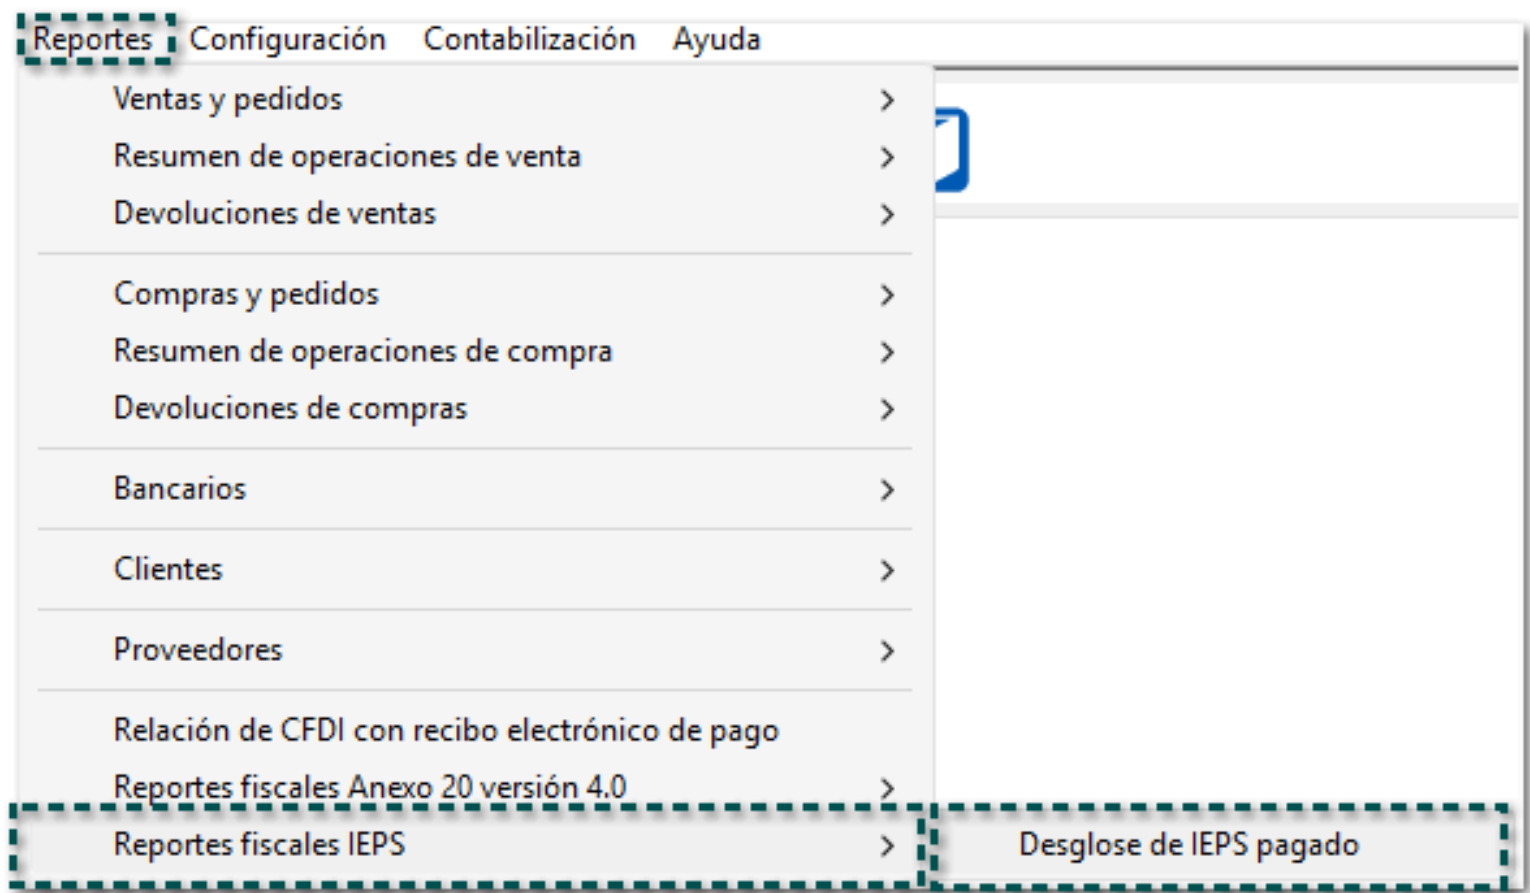 Reportes Configuración Contabilización Ayuda
Ventas y pedidos
Resumen de operaciones de venta
Devoluciones de ventas
Compras y pedidos
Resumen de operaciones de compra
Devoluciones de compras
Bancarios
Clientes
Proveedores
Relación de CFDI con recibo electrónico de pago
Reportes fiscales Anexo 20 versión 4.0
Reportes fiscales IEPS
Desglose de IEPS pagado